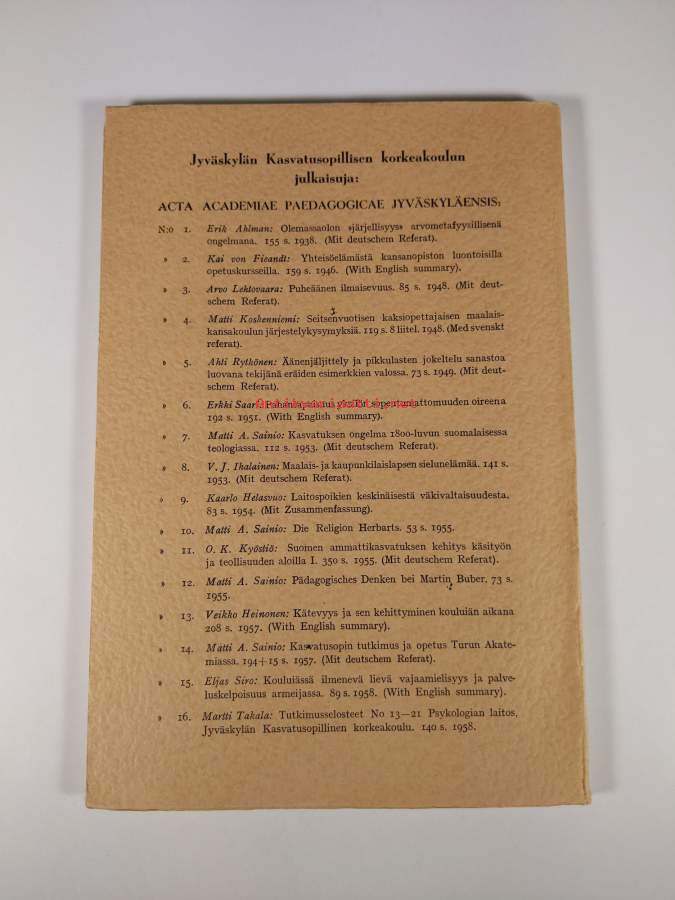 Jyväskylän Kasvatusopillisen korkeakoulun
julkaisuja:
ACTA ACADEMIAE PAEDAGOGICAE JYVÄSKYLÄENSIS:
N:o 1. Erik Ahlman: Olemassaolon »järjellisyys» arvometafyysillisenä
ongelmana. 155 s. 1938. (Mit deutschem Referat).
» 2. Kai von Fieandt: Yhteisöelämästä kansanopiston luontoisilla
opetuskursseilla. 159 s. 1946. (With English summary).
» 3. Arvo Lehtovaara: Puheäänen ilmaisevuus. 85 s. 1948. (Mit deut-
schem Referat).
» 4. Matti Koskenniemi: Seitsenvuotisen kaksiopettajaisen maalais-
kansakoulun järjestelykysymyksiä. 119 s. 8 liitel. 1948. (Med svenskt
referat).
» 5. Ahti Rytkönen: Äänenjäljittely ja pikkulasten jokeltelu sanastoa
luovana tekijänä eräiden esimerkkien valossa. 73 s. 1949. (Mit deut-
schem Referat).
» 6. Erkki Saari: sopeutumattomuuden oireena
192 s. 1951. (With English summary).
» 7. Matti A. Sainio: Kasvatuksen ongelma 1800-luvun suomalaisessa
teologiassa. 112 s. 1953. (Mit deutschem Referat).
» 8. V. J. Ihalainen: Maalais- ja kaupunkilaislapsen sielunelämää. 141 s.
1953. (Mit deutschem Referat).
» 9. Kaarlo Helasvuo: Laitospoikien keskinäisestä väkivaltaisuudesta.
83 s. 1954. (Mit Zusammenfassung).
» 10. Matti A. Sainio: Die Religion Herbarts. 53 s. 1955.
» 11. O. K. Kyöstiö: Suomen ammattikasvatuksen kehitys käsityön
ja teollisuuden aloilla I. 350 s. 1955. (Mit deutschem Referat).
» 12. Matti A. Sainio: Pädagogisches Denken bei Martin Buber, 73 s.
1955.
» 13. Veikko Heinonen: Kätevyys ja sen kehittyminen kouluiän aikana
208 s. 1957. (With English summary).
» 14. Matti A. Sainio: Kasvatusopin tutkimus ja opetus Turun Akate-
miassa. 194+15 s. 1957. (Mit deutschem Referat).
» 15. Eljas Siro: Kouluiässä ilmenevä lievä vajaamielisyys ja palve-
luskelpoisuus armeijassa. 89 s. 1958. (With English summary).
» 16. Martti Takala: Tutkimusselosteet No 13—21 Psykologian laitos,
Jyväskylän Kasvatusopillinen korkeakoulu. 140 s. 1958.